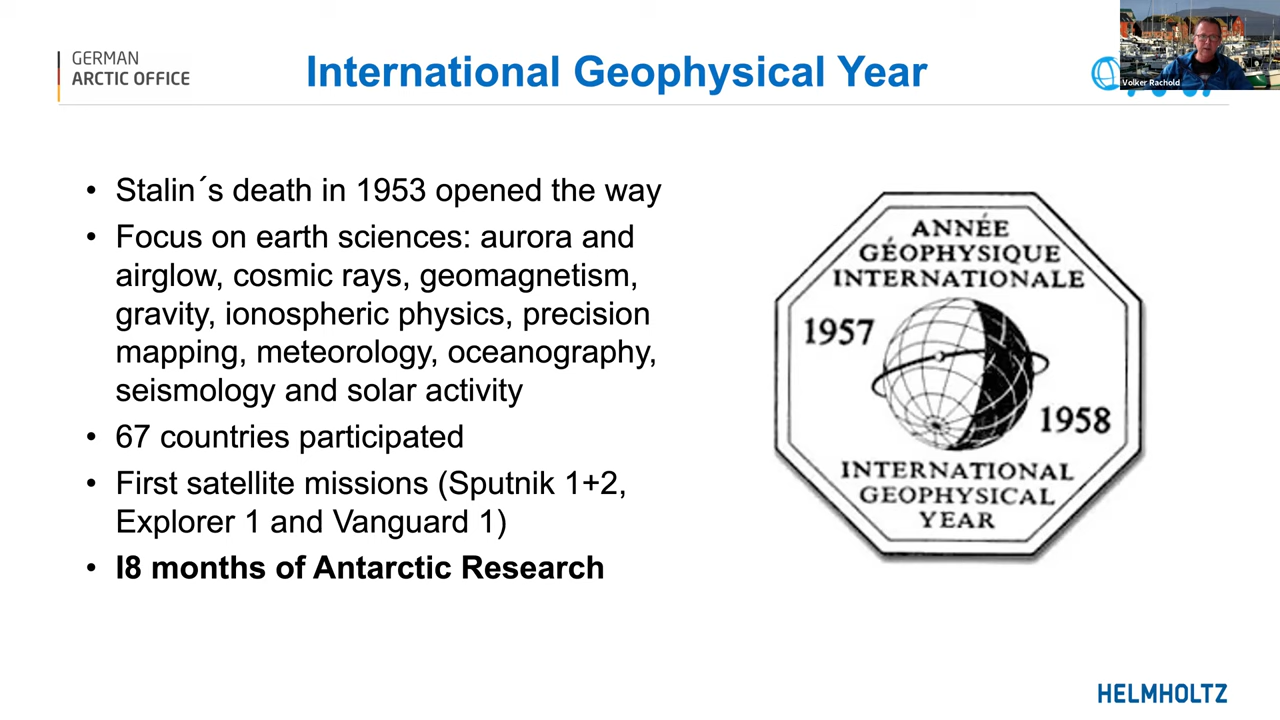 GERMAN
ARCTIC OFFICE
International Geophysical Year
Volker Rachold
• Stalin´s death in 1953 opened the way
• Focus on earth sciences: aurora and
airglow, cosmic rays, geomagnetism,
gravity, ionospheric physics, precision
mapping, meteorology, oceanography,
seismology and solar activity
• 67 countries participated
• First satellite missions (Sputnik 1+2,
Explorer 1 and Vanguard 1)
• I8 months of Antarctic Research
ANNÉE
GÉOPHYSIQUE
INTERNATIONALE
1957
1958
INTERNATIONAL
GEOPHYSICAL
YEAR
HELMHOLTZ